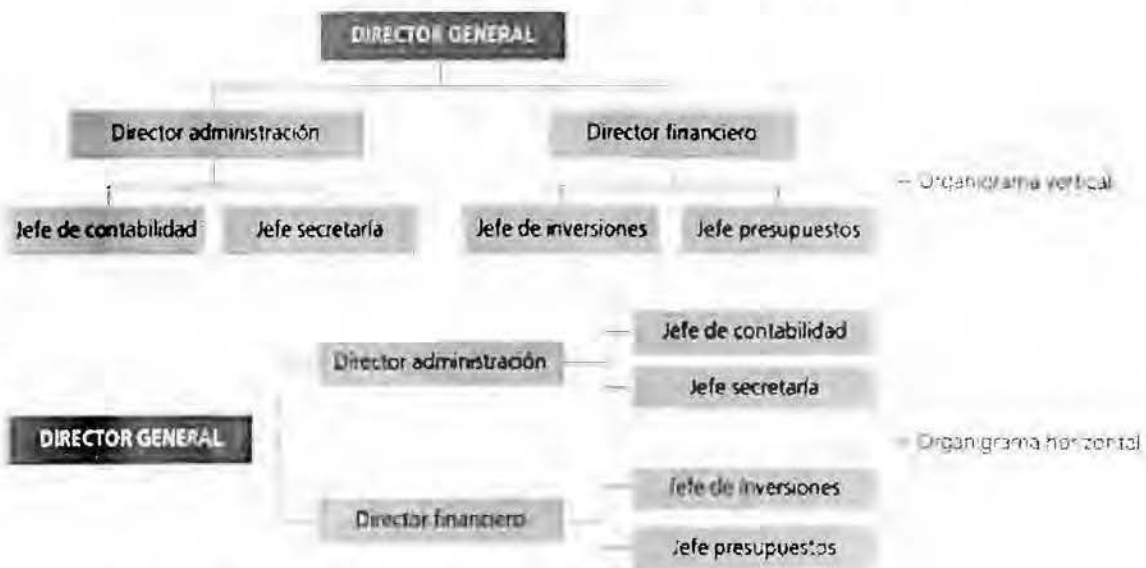 DIRECTOR GENERAL
Director administración
Director financiero
Jefe de contabilidad
Jefe secretaría
Jefe de inversiones
Jefe presupuestos
Organigrama vertical
Jefe de contabilidad
Director administración
Jefe secretaría
DIRECTOR GENERAL
Organigrama horizontal
Jefe de inversiones
Director financiero
Jefe presupuestos